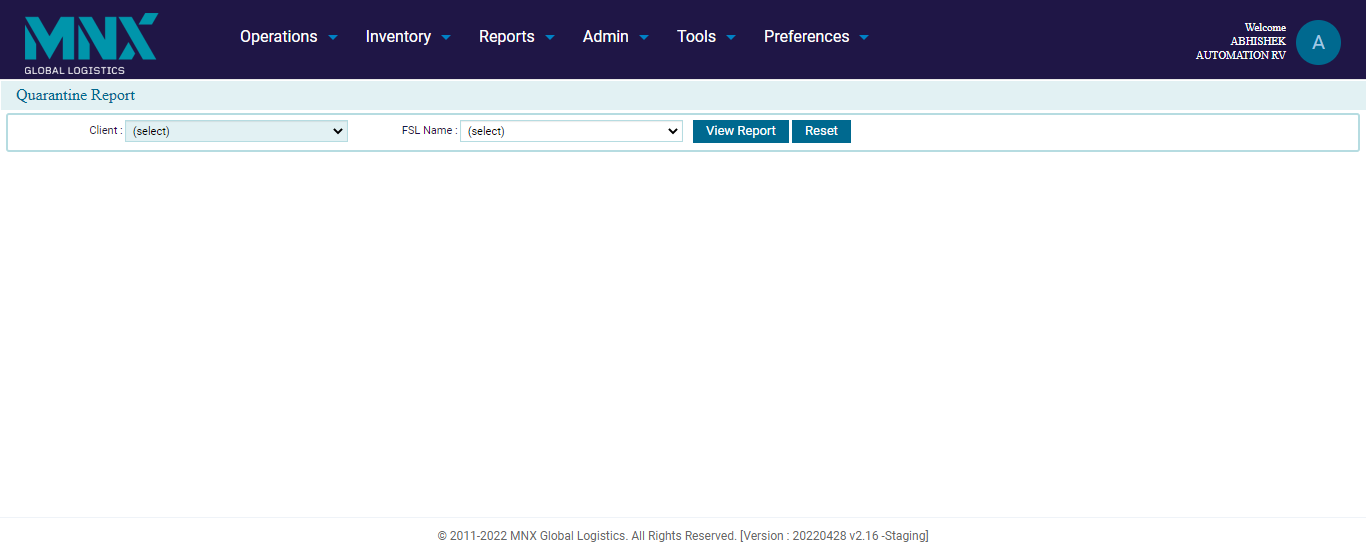 MNX
GLOBAL LOGISTICS
Operations Inventory Reports Admin Tools Preferences
Welcome
ABHISHEK
AUTOMATION RV
A
Quarantine Report
Client : (select) FSL Name : (select) View Report Reset
© 2011-2022 MNX Global Logistics. All Rights Reserved. [Version : 20220428 v2.16 -Staging]